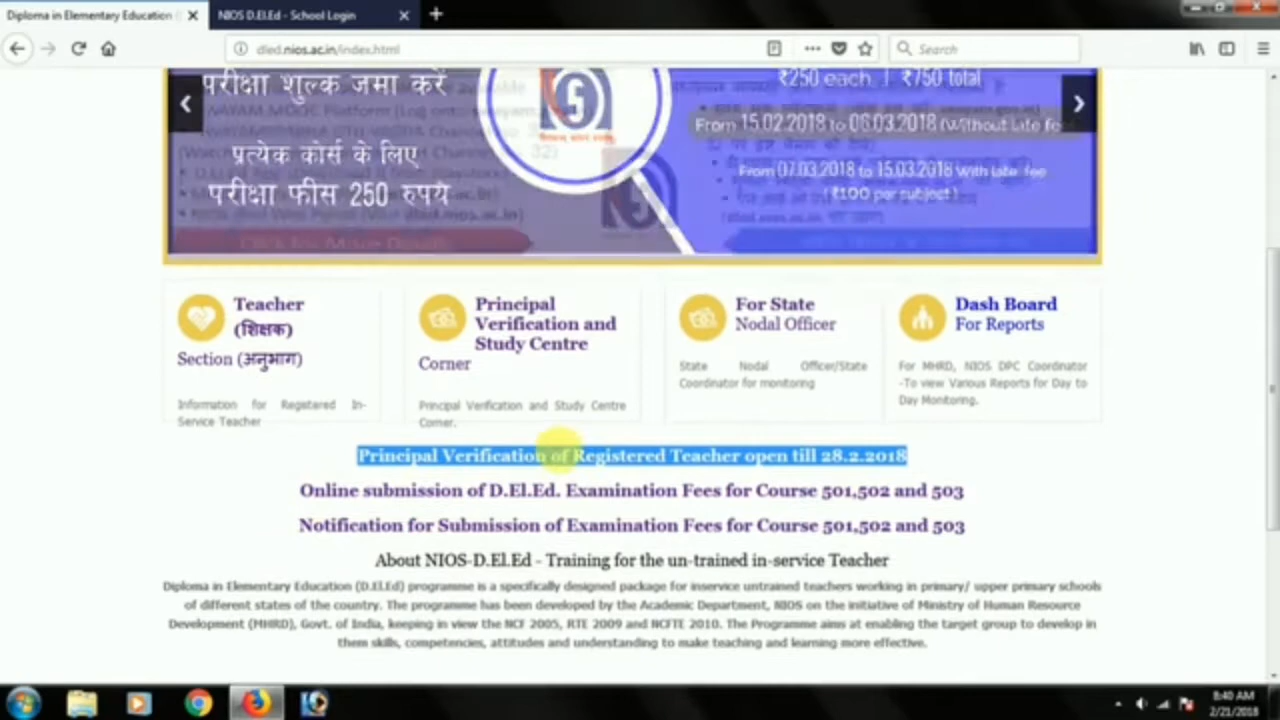 Diploma in Elementary Education (
NIOS D.El.Ed - School Login
dled.nios.ac.in/index.html
Search
परीक्षा शुल्क जमा करें
प्रत्येक कोर्स के लिए
परीक्षा फीस 250 रुपये
₹250 each | ₹750 total
From 15.02.2018 to 06.03.2018 (Without late fe
From 07.03.2018 to 15.03.2018 With late fee
(₹100 per subject)
Teacher
(शिक्षक)
Section (अनुभाग)
Information for Registered In-
Service Teacher
Principal
Verification and
Study Centre
Corner
Principal Verification and Study Centre
Corner.
For State
Nodal Officer
State Nodal Officer/State
Coordinator for monitoring
Dash Board
For Reports
For MHRD, NIOS DPC Coordinator
-To view Various Reports for Day to
Day Monitoring.
Principal Verification of Registered Teacher open till 28.2.2018
Online submission of D.El.Ed. Examination Fees for Course 501,502 and 503
Notification for Submission of Examination Fees for Course 501,502 and 503
About NIOS-D.El.Ed - Training for the un-trained in-service Teacher
Diploma in Elementary Education (D.El.Ed) programme is a specifically designed package for inservice untrained teachers working in primary/ upper primary schools
of different states of the country. The programme has been developed by the Academic Department, NIOS on the initiative of Ministry of Human Resource
Development (MHRD), Govt. of India, keeping in view the NCF 2005, RTE 2009 and NCFTE 2010. The Programme aims at enabling the target group to develop in
them skills, competencies, attitudes and understanding to make teaching and learning more effective.
8:40 AM
2/21/2018